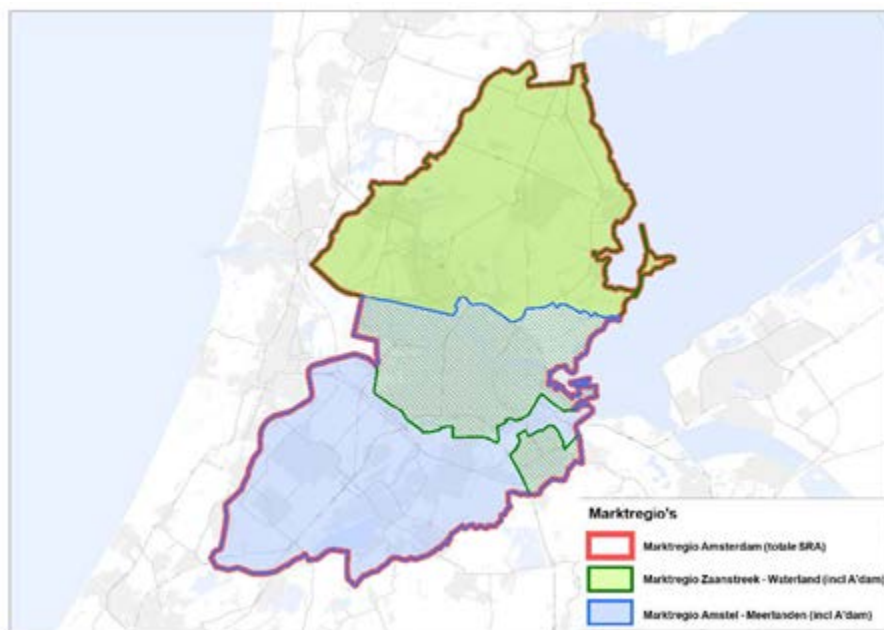 Marktregio's
Marktregio Amsterdam (totale SRA)
Marktregio Zaanstreek - Waterland (incl A'dam)
Marktregio Amstel - Meerlanden (incl A'dam)